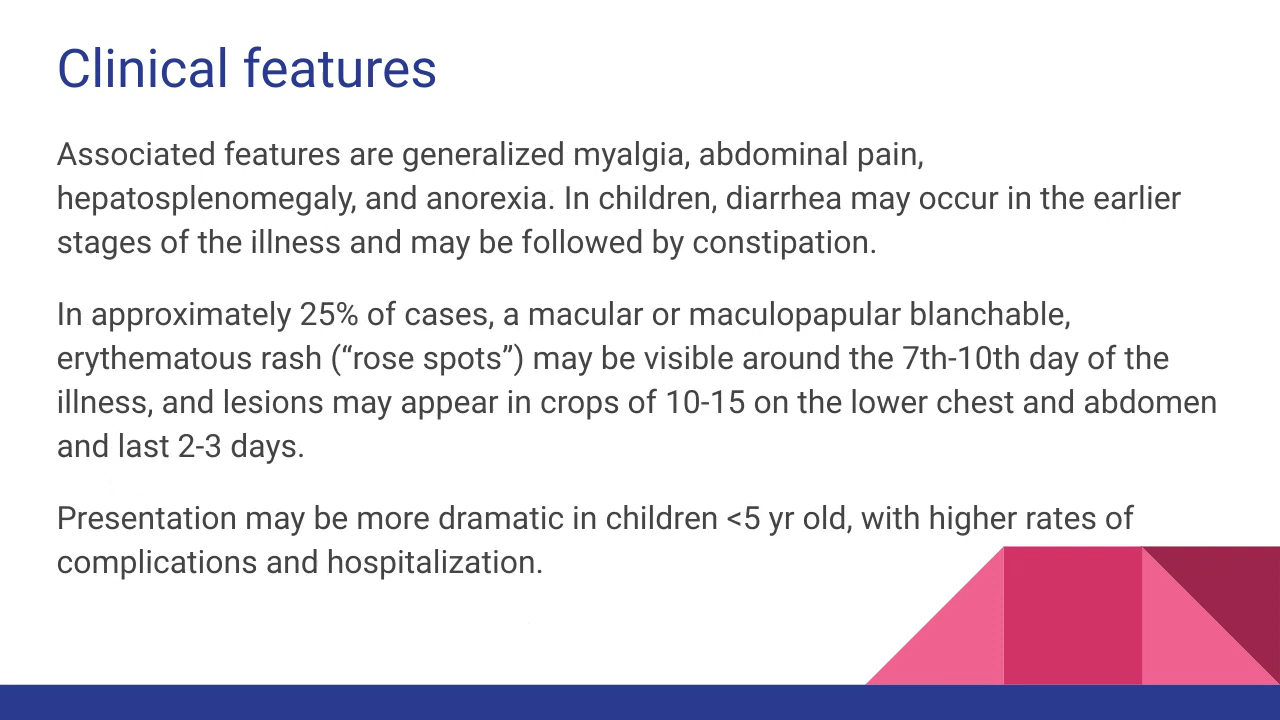 Clinical features
Associated features are generalized myalgia, abdominal pain,
hepatosplenomegaly, and anorexia. In children, diarrhea may occur in the earlier
stages of the illness and may be followed by constipation.
In approximately 25% of cases, a macular or maculopapular blanchable,
erythematous rash (“rose spots”) may be visible around the 7th-10th day of the
illness, and lesions may appear in crops of 10-15 on the lower chest and abdomen
and last 2-3 days.
Presentation may be more dramatic in children <5 yr old, with higher rates of
complications and hospitalization.